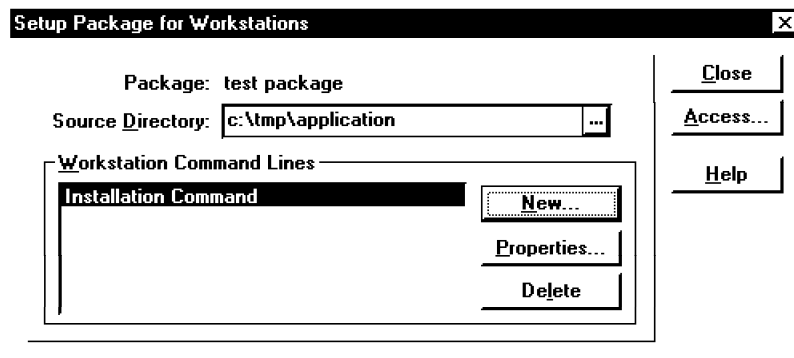 Setup Package for Workstations
Package: test package
Source Directory: c:\tmp\application ...
Workstation Command Lines
Installation Command
New...
Properties...
Delete
Close
Access...
Help